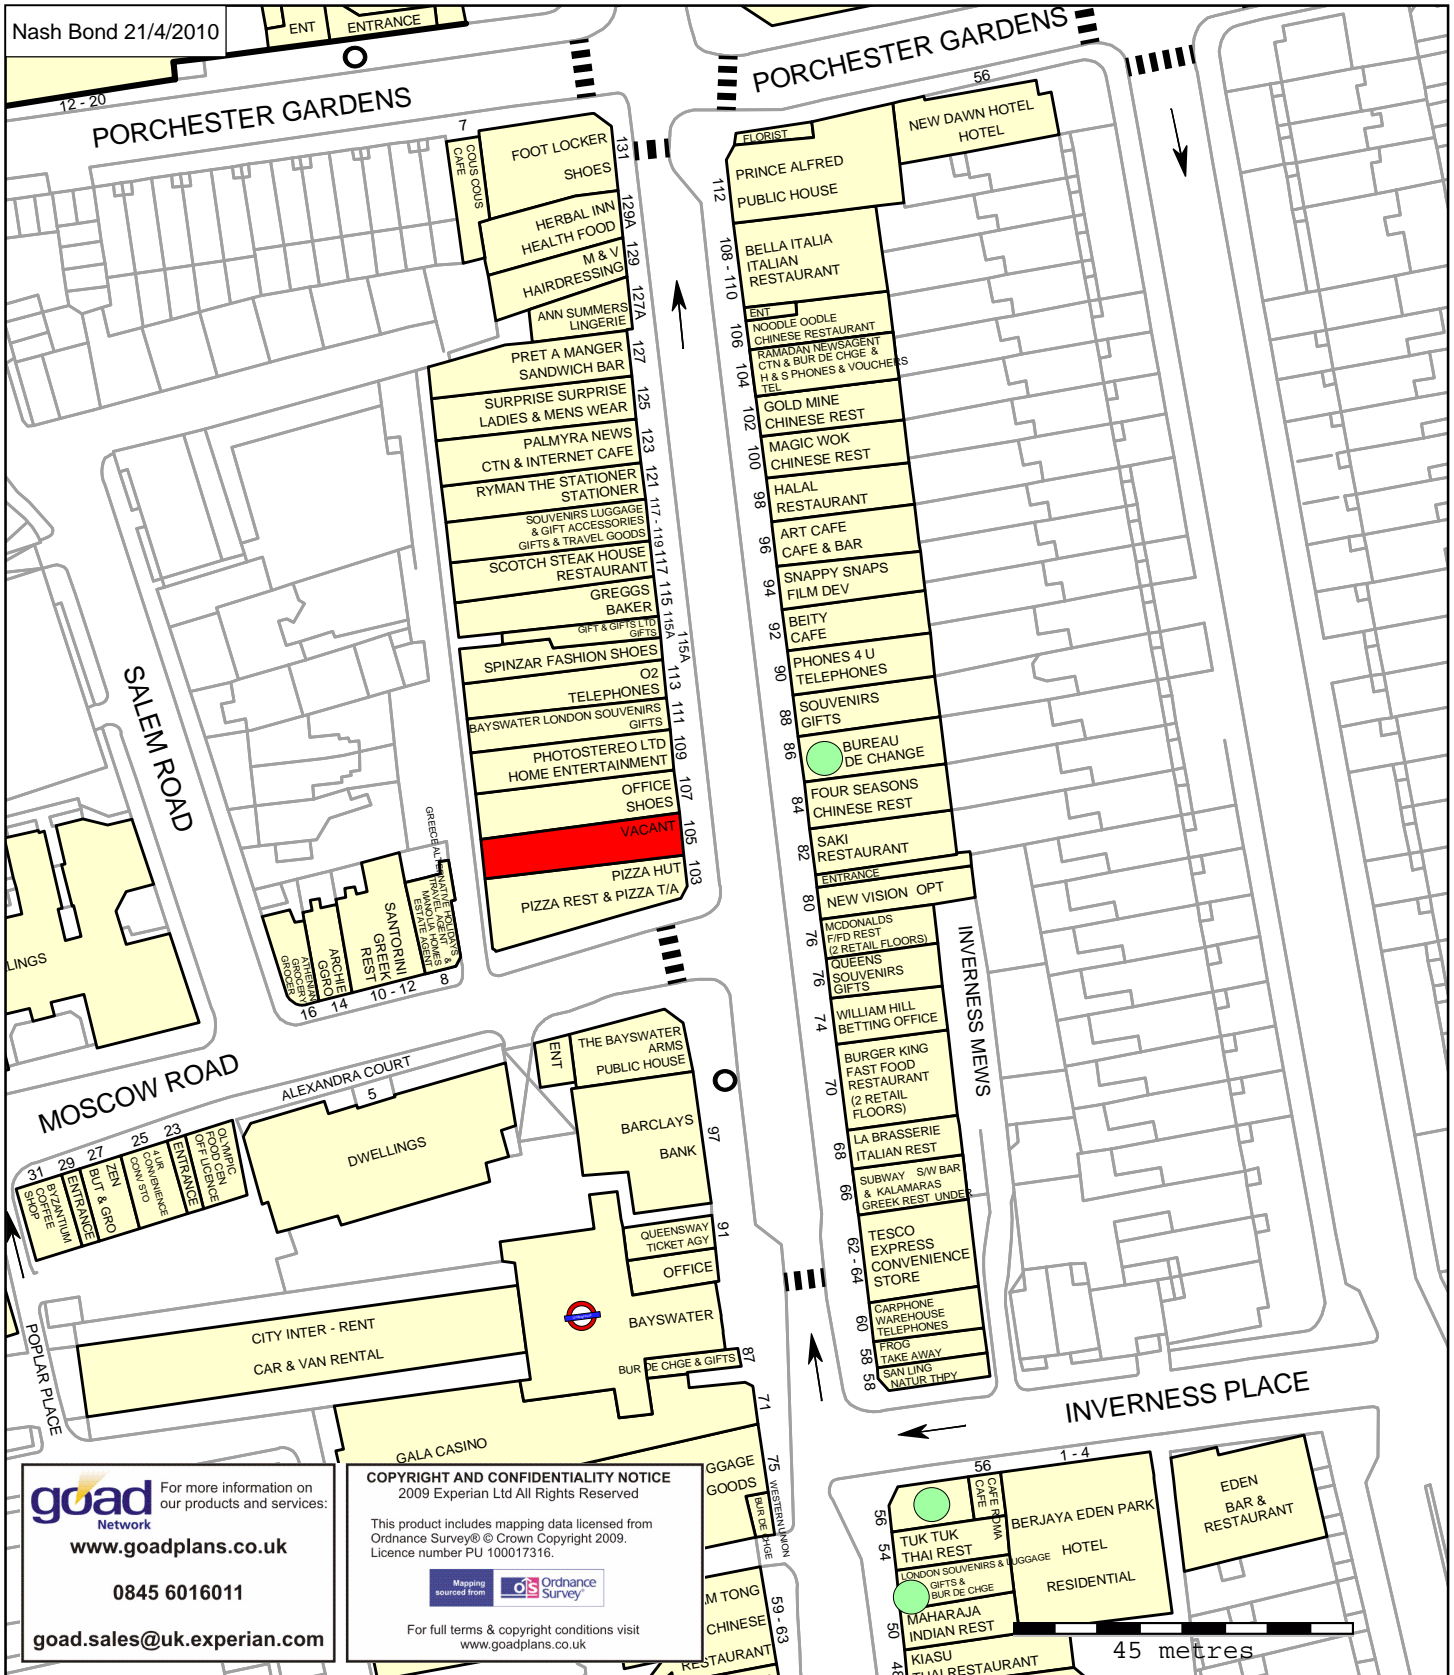 Nash Bond 21/4/2010
ENT
ENTRANCE
12 - 20
PORCHESTER GARDENS
PORCHESTER GARDENS
56
NEW DAWN HOTEL
HOTEL
7
COUS COUS
CAFE
FOOT LOCKER
SHOES
131
HERBAL INN
HEALTH FOOD
129A
M & V
HAIRDRESSING
129
ANN SUMMERS
LINGERIE
127A
PRET A MANGER
SANDWICH BAR
127
SURPRISE SURPRISE
LADIES & MENS WEAR
125
PALMYRA NEWS
CTN & INTERNET CAFE
123
RYMAN THE STATIONER
STATIONER
121
SOUVENIRS LUGGAGE
& GIFT ACCESSORIES
GIFTS & TRAVEL GOODS
117 - 119
SCOTCH STEAK HOUSE
RESTAURANT
117
GREGGS
BAKER
115
GIFT & GIFTS LTD
GIFTS
115A
SPINZAR FASHION SHOES
115A
O2
TELEPHONES
113
BAYSWATER LONDON SOUVENIRS
GIFTS
111
PHOTOSTEREO LTD
HOME ENTERTAINMENT
109
OFFICE
SHOES
107
VACANT
105
PIZZA HUT
PIZZA REST & PIZZA T/A
103
FLORIST
PRINCE ALFRED
PUBLIC HOUSE
112
BELLA ITALIA
ITALIAN
RESTAURANT
108 - 110
ENT
NOODLE OODLE
CHINESE RESTAURANT
106
RAMADAN NEWSAGENT
CTN & BUR DE CHGE &
H & S PHONES & VOUCHERS
TEL
104
GOLD MINE
CHINESE REST
102
MAGIC WOK
CHINESE REST
100
HALAL
RESTAURANT
98
ART CAFE
CAFE & BAR
96
SNAPPY SNAPS
FILM DEV
94
BEITY
CAFE
92
PHONES 4 U
TELEPHONES
90
SOUVENIRS
GIFTS
88
BUREAU
DE CHANGE
86
FOUR SEASONS
CHINESE REST
84
SAKI
RESTAURANT
82
ENTRANCE
NEW VISION OPT
80
MCDONALDS
F/FD REST
(2 RETAIL FLOORS)
76
QUEENS
SOUVENIRS
GIFTS
76
WILLIAM HILL
BETTING OFFICE
74
BURGER KING
FAST FOOD
RESTAURANT
(2 RETAIL
FLOORS)
70
LA BRASSERIE
ITALIAN REST
68
SUBWAY S/W BAR
& KALAMARAS
GREEK REST UNDER
66
TESCO
EXPRESS
CONVENIENCE
STORE
62 - 64
CARPHONE
WAREHOUSE
TELEPHONES
60
FROG
TAKE AWAY
58
SAN LING
NATUR THPY
58
INVERNESS MEWS
INVERNESS PLACE
SALEM ROAD
LINGS
GREECE ALTERNATIVE HOLIDAYS
TRAVEL AGENT &
MANOLIA HOMES
ESTATE AGENT
8
SANTORINI
GREEK
REST
10 - 12
ARCHIE
GGRO
14
ATHENIAN
GROCERY
GROCER
16
MOSCOW ROAD
ALEXANDRA COURT
5
DWELLINGS
31
BYZANTIUM
COFFEE
SHOP
29
ENTRANCE
27
ZEN
BUT & GRO
25
4 UR
CONVENIENCE
CONV STO
23
ENTRANCE
OLYMPIC
FOOD CEN
OFF LICENCE
POPLAR PLACE
ENT
THE BAYSWATER
ARMS
PUBLIC HOUSE
BARCLAYS
BANK
97
QUEENSWAY
TICKET AGY
91
OFFICE
BAYSWATER
CITY INTER - RENT
CAR & VAN RENTAL
BUR DE CHGE & GIFTS
87
GALA CASINO
71
GGAGE
GOODS
75
WESTERN UNION
BUR DE CHGE
M TONG
CHINESE
RESTAURANT
59 - 63
56
CAFE ROMA
CAFE
1 - 4
BERJAYA EDEN PARK
HOTEL
RESIDENTIAL
EDEN
BAR &
RESTAURANT
56
TUK TUK
THAI REST
54
LONDON SOUVENIRS & LUGGAGE
GIFTS &
BUR DE CHGE
MAHARAJA
INDIAN REST
50
KIASU
THAI RESTAURANT
48
45 metres
goad
Network
For more information on
our products and services:
www.goadplans.co.uk
0845 6016011
goad.sales@uk.experian.com
COPYRIGHT AND CONFIDENTIALITY NOTICE
2009 Experian Ltd All Rights Reserved
This product includes mapping data licensed from
Ordnance Survey® © Crown Copyright 2009.
Licence number PU 100017316.
Mapping
sourced from
OS Ordnance
Survey®
For full terms & copyright conditions visit
www.goadplans.co.uk